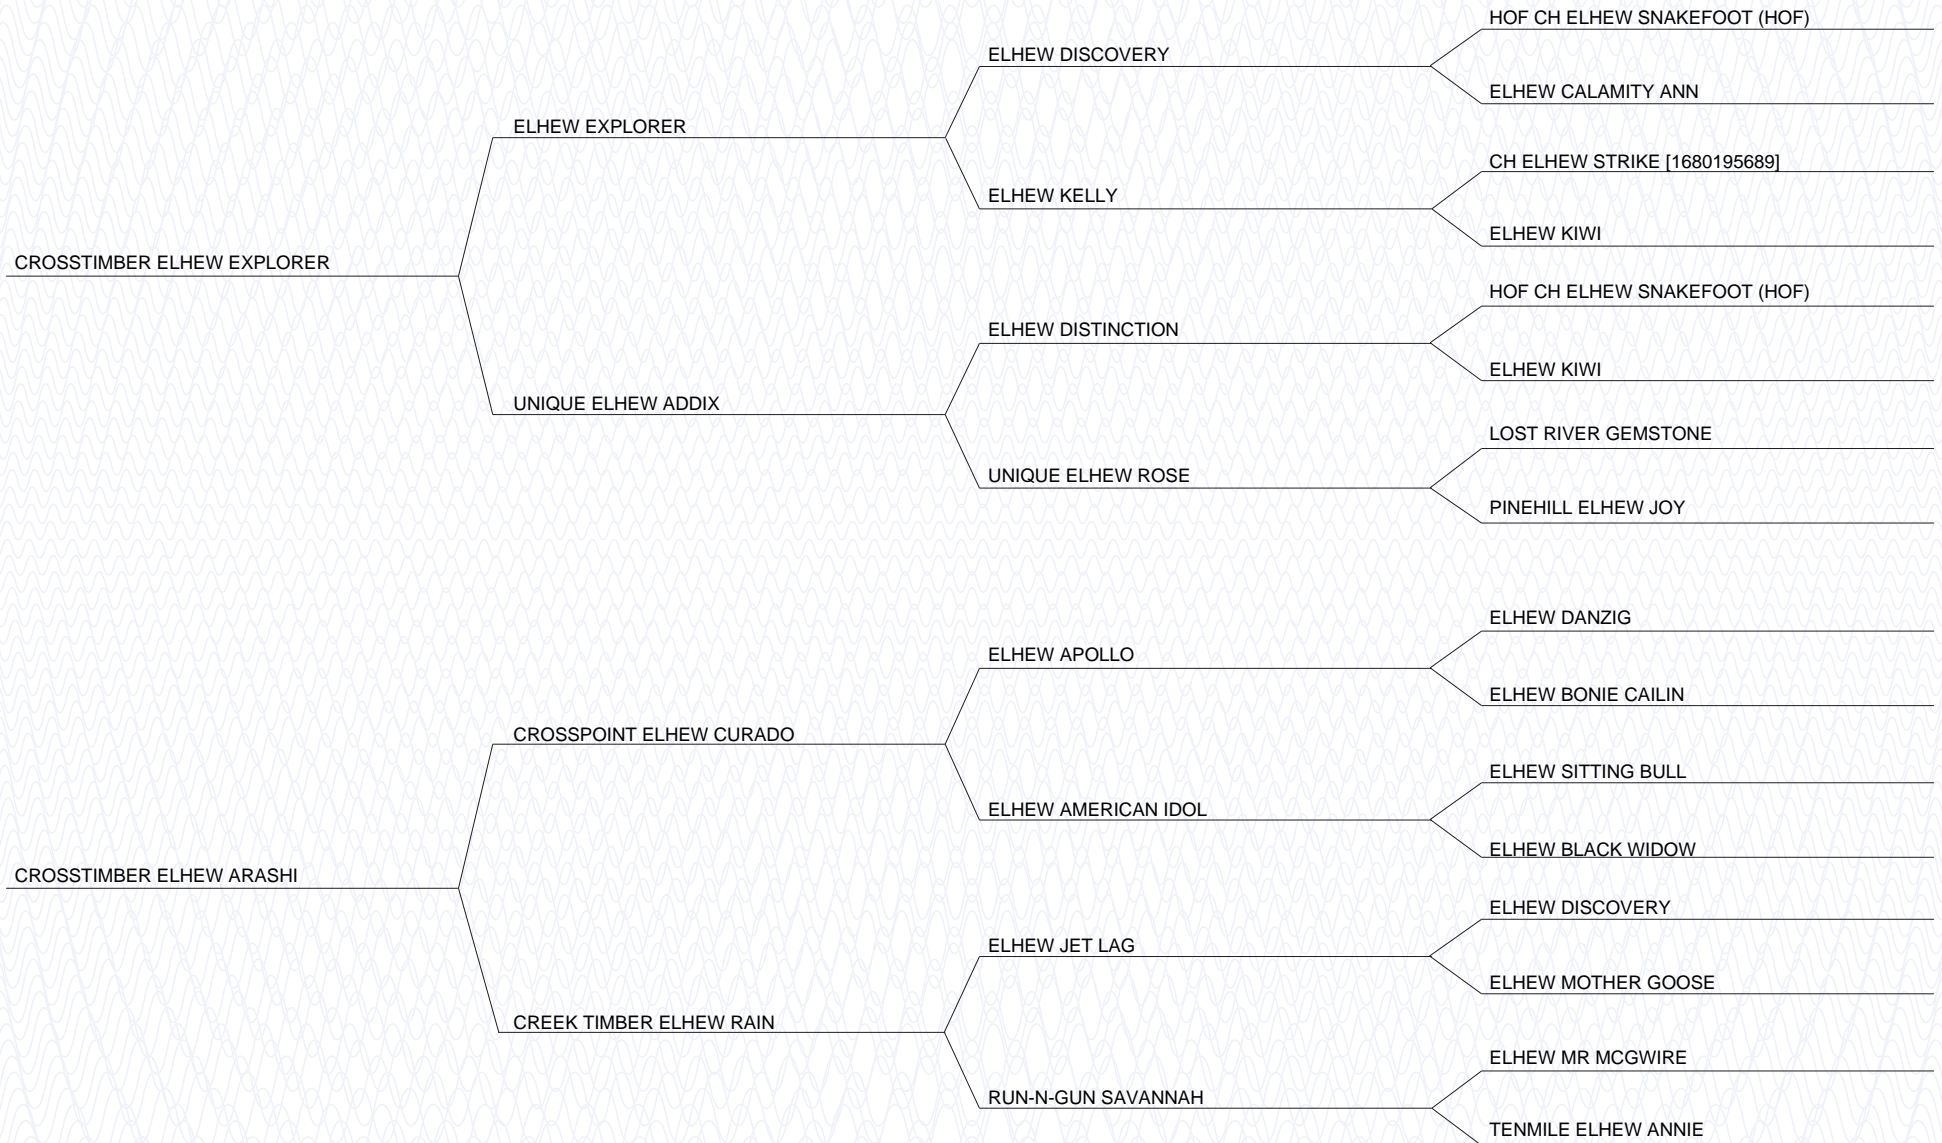 HOF CH ELHEW SNAKEFOOT (HOF)
ELHEW DISCOVERY
ELHEW CALAMITY ANN
ELHEW EXPLORER
CH ELHEW STRIKE [1680195689]
ELHEW KELLY
ELHEW KIWI
CROSSTIMBER ELHEW EXPLORER
HOF CH ELHEW SNAKEFOOT (HOF)
ELHEW DISTINCTION
ELHEW KIWI
UNIQUE ELHEW ADDIX
LOST RIVER GEMSTONE
UNIQUE ELHEW ROSE
PINEHILL ELHEW JOY
ELHEW DANZIG
ELHEW APOLLO
ELHEW BONIE CAILIN
CROSSPOINT ELHEW CURADO
ELHEW SITTING BULL
ELHEW AMERICAN IDOL
ELHEW BLACK WIDOW
CROSSTIMBER ELHEW ARASHI
ELHEW DISCOVERY
ELHEW JET LAG
ELHEW MOTHER GOOSE
CREEK TIMBER ELHEW RAIN
ELHEW MR MCGWIRE
RUN-N-GUN SAVANNAH
TENMILE ELHEW ANNIE